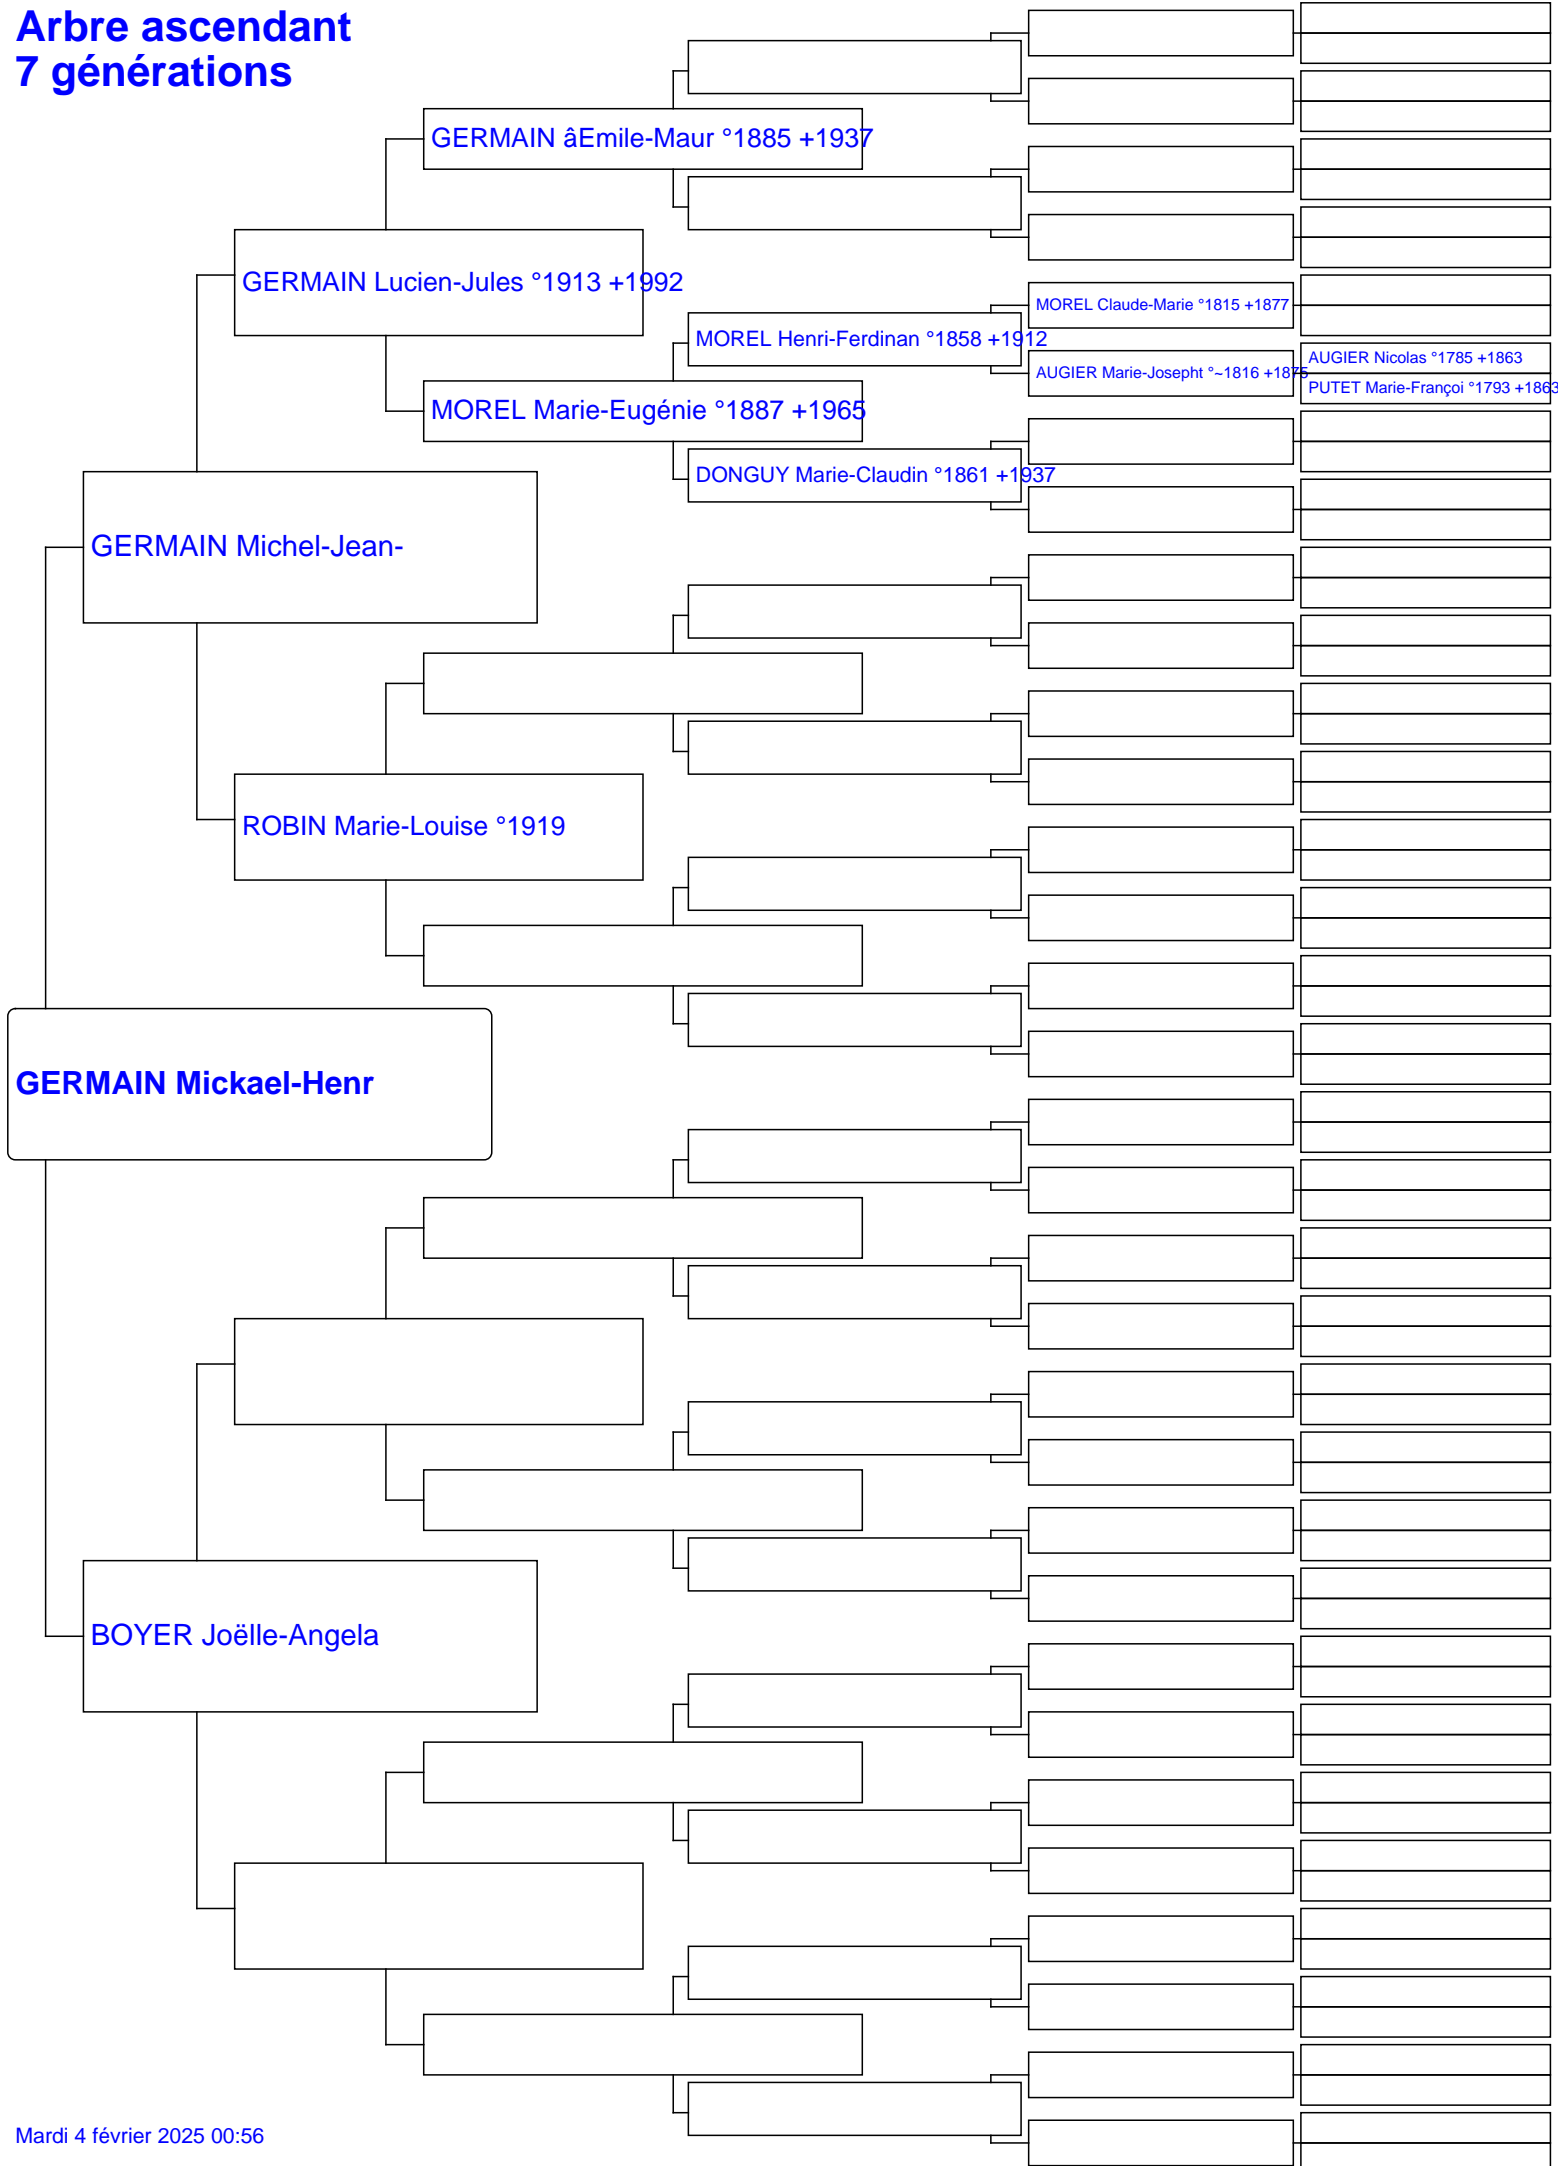 Arbre ascendant
7 générations
GERMAIN âEmile-Maur °1885 +1937
GERMAIN Lucien-Jules °1913 +1992
MOREL Claude-Marie °1815 +1877
MOREL Henri-Ferdinan °1858 +1912
AUGIER Nicolas °1785 +1863
AUGIER Marie-Josepht °~1816 +1875
PUTET Marie-Françoi °1793 +1863
MOREL Marie-Eugénie °1887 +1965
DONGUY Marie-Claudin °1861 +1937
GERMAIN Michel-Jean-
ROBIN Marie-Louise °1919
GERMAIN Mickael-Henr
BOYER Joëlle-Angela
Mardi 4 février 2025 00:56